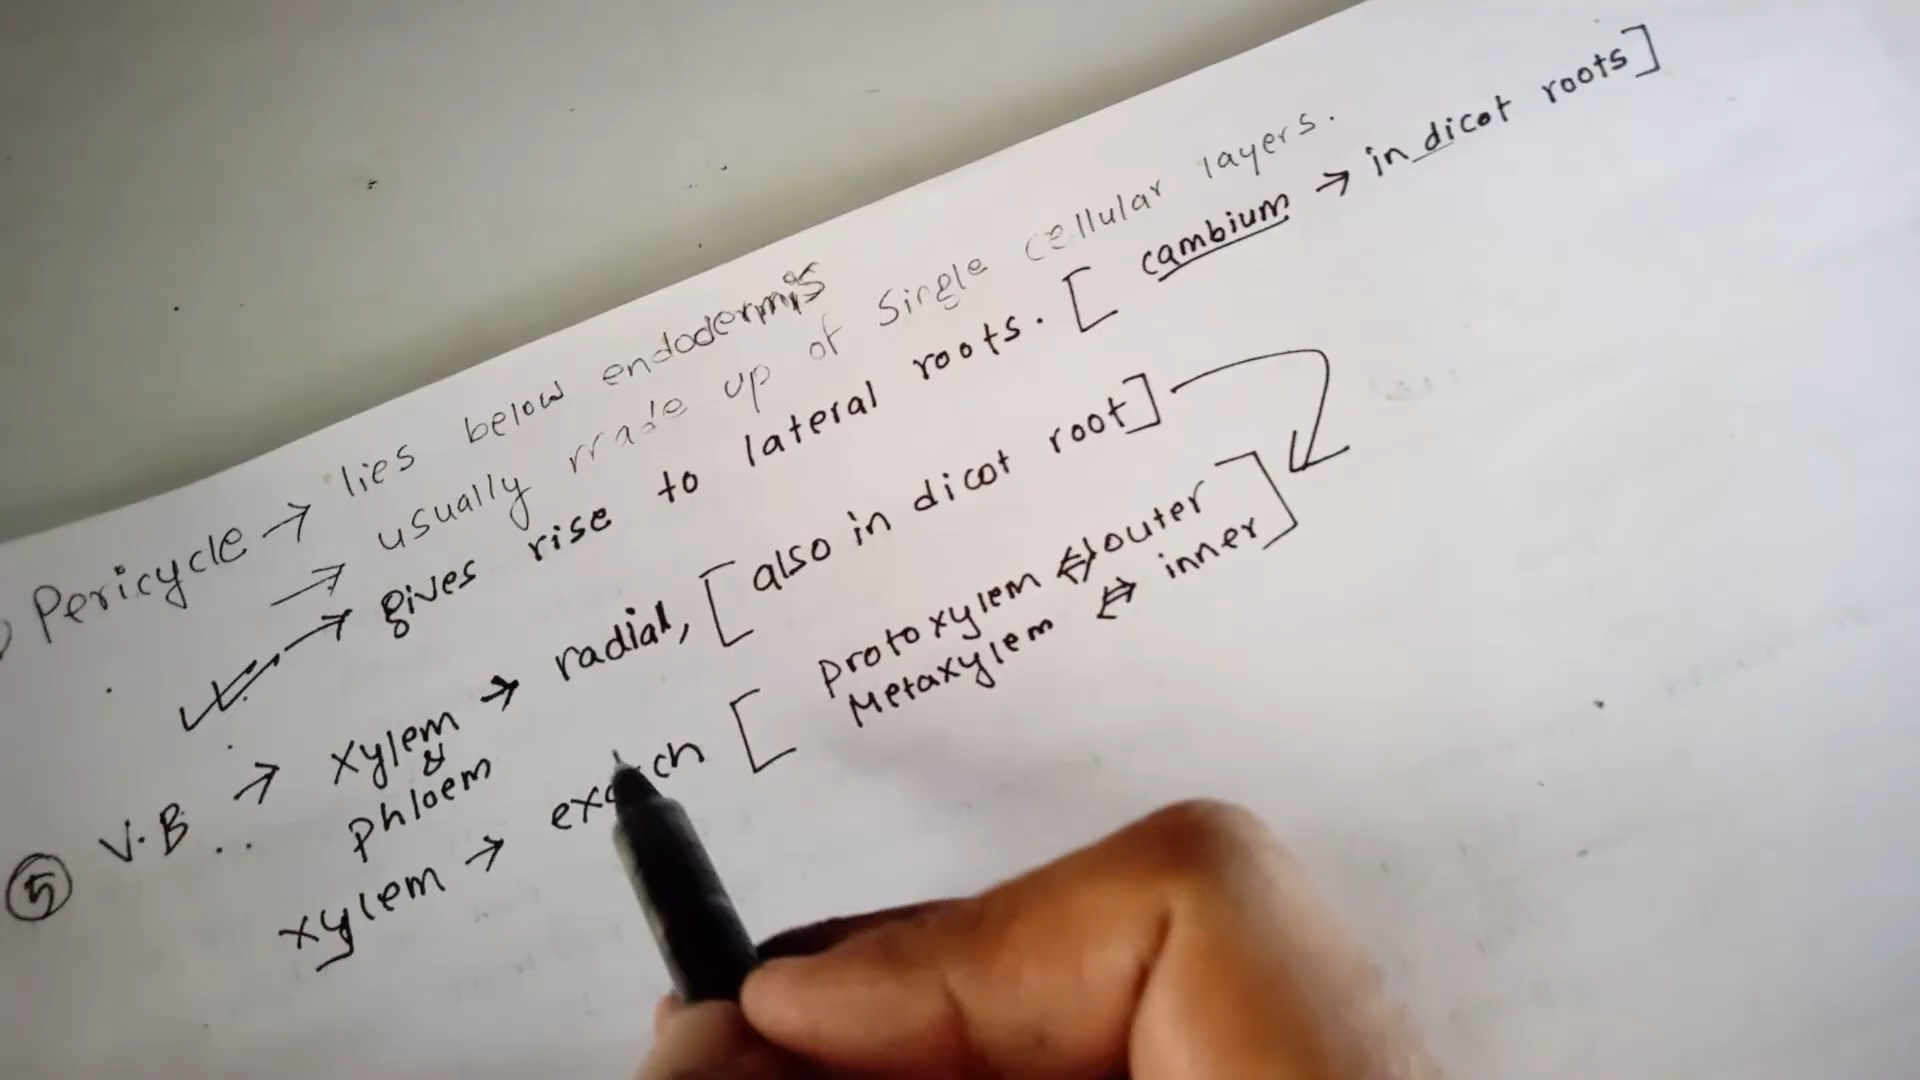 Pericycle → lies below endodermis
→ usually made up of single cellular layers.
→ gives rise to lateral roots. [ cambium → in dicot roots]
⑤ V.B → xylem & phloem → radial, [also in dicot root]
xylem → exarch [ Protoxylem ⇔ outer
Metaxylem ⇔ inner ]